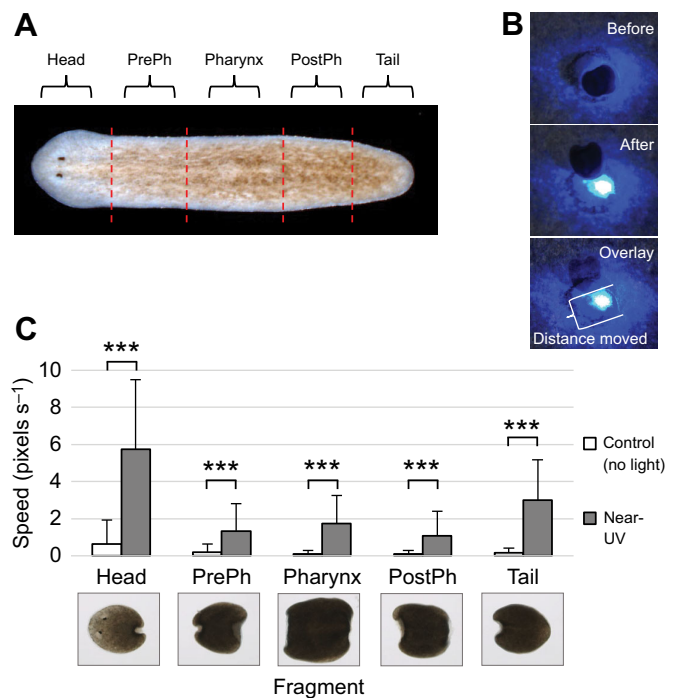 A
Head PrePh Pharynx PostPh Tail
B
Before
After
Overlay
Distance moved
C
***
***
***
***
***
10
8
6
4
2
0
Speed (pixels s⁻¹)
Control
(no light)
Near-
UV
Head PrePh Pharynx PostPh Tail
Fragment